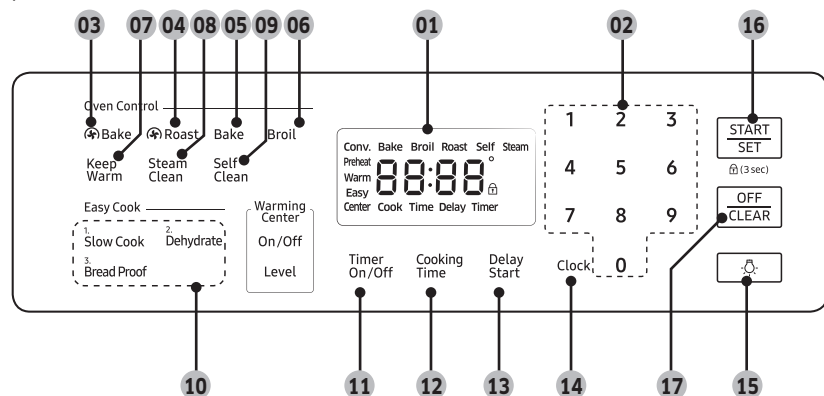 03 07 04 08 05 09 06 01 02 16
Oven Control
Bake Roast Bake Broil
Keep Warm Steam Clean Self Clean
Easy Cook
1. Slow Cook 2. Dehydrate
3. Bread Proof
Warming Center
On/Off
Level
Conv. Bake Broil Roast Self Steam
Preheat
Warm
Easy
88:88°
Center Cook Time Delay Timer
Timer On/Off
Cooking Time
Delay Start
Clock
1 2 3
4 5 6
7 8 9
0
START
SET
(3 sec)
OFF
CLEAR
10 11 12 13 14 17 15